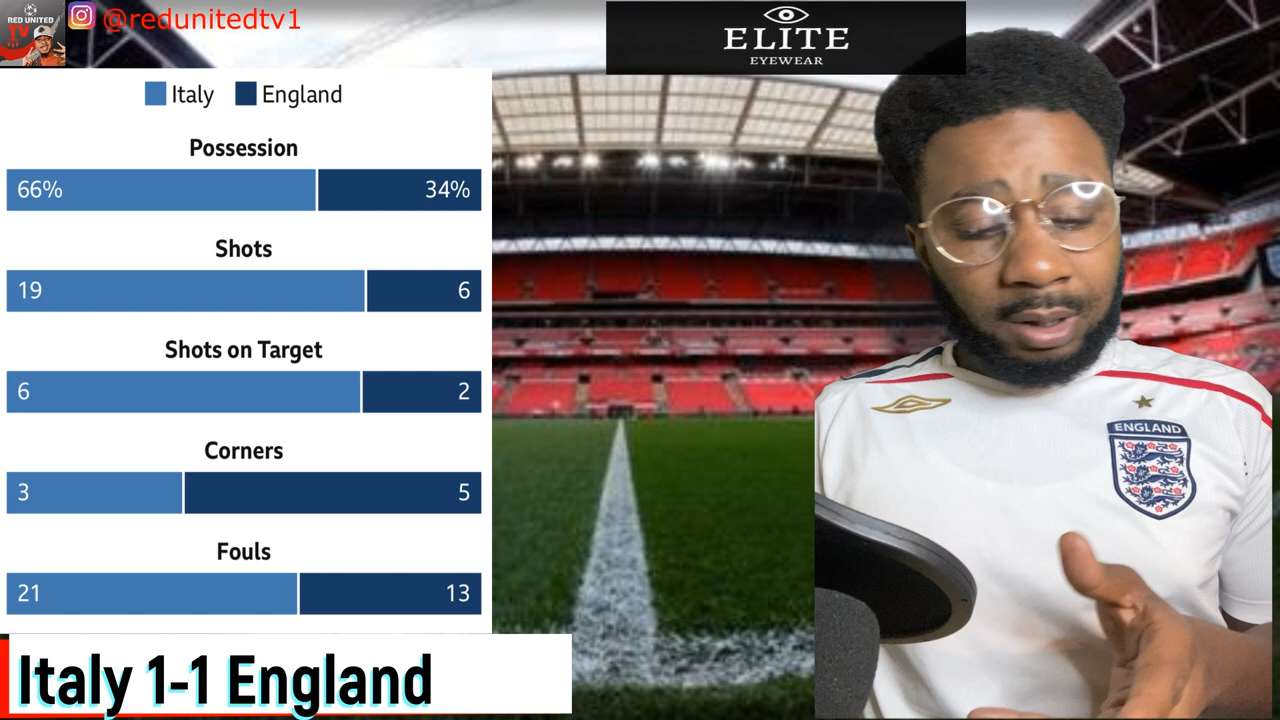 RED UNITED
TV
@redunitedtv1
ELITE
EYEWEAR
Italy England
Possession
66% 34%
Shots
19 6
Shots on Target
6 2
Corners
3 5
Fouls
21 13
ENGLAND
Italy 1-1 England